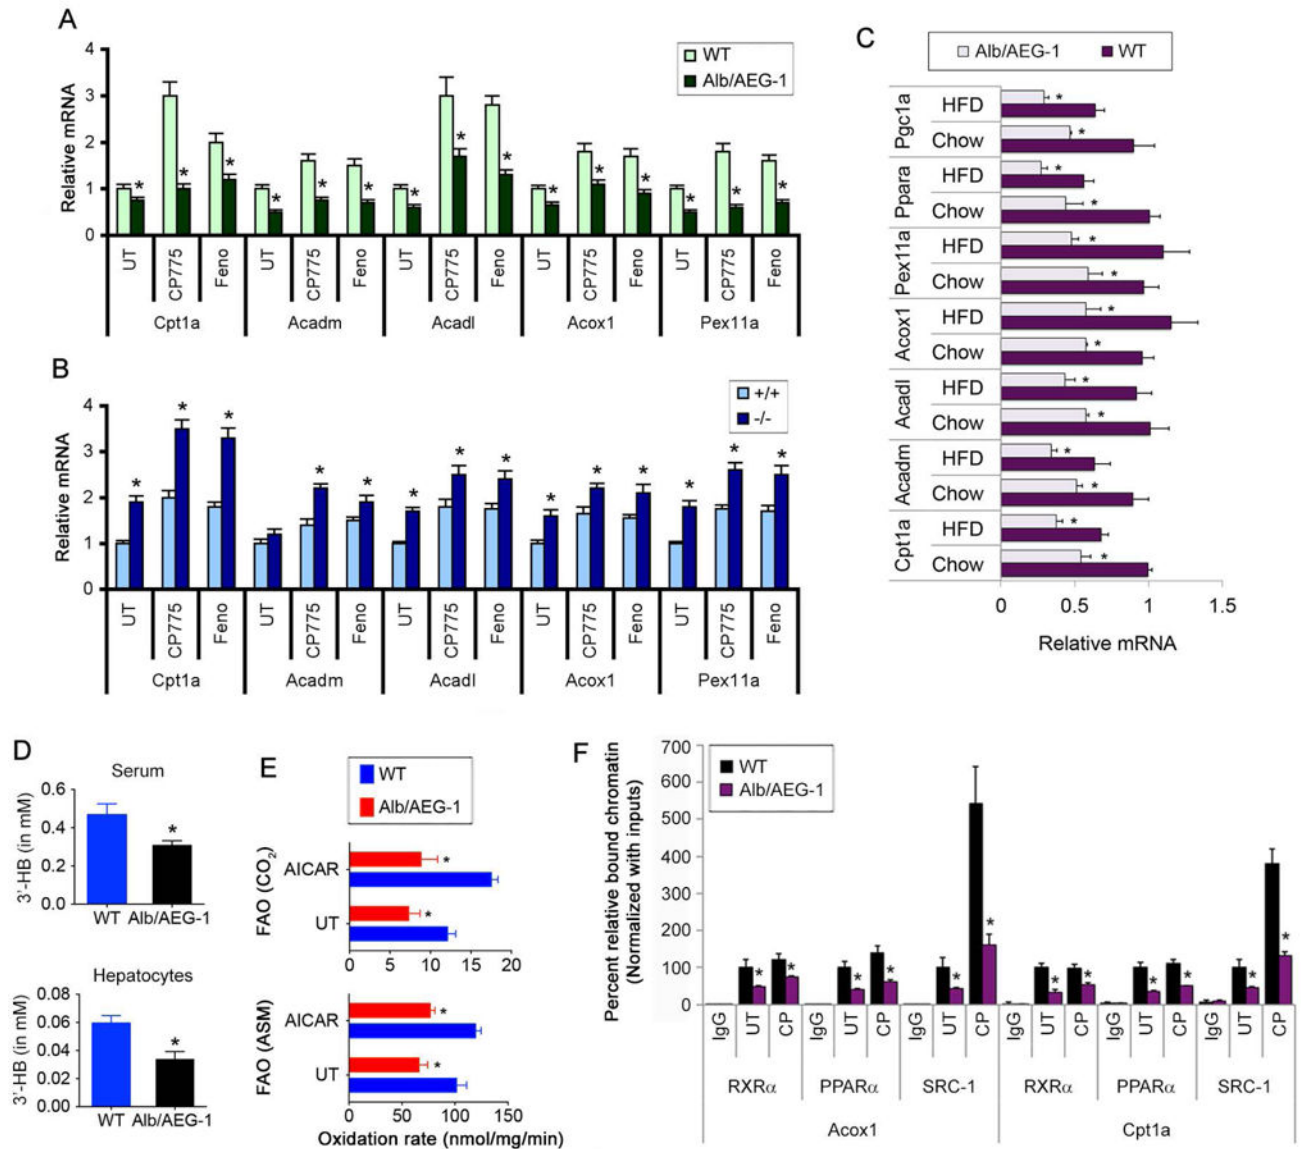 A
Relative mRNA
4
3
2
1
0
WT
Alb/AEG-1
* * * * * * * * * * * * * * *
UT CP775 Feno UT CP775 Feno UT CP775 Feno UT CP775 Feno UT CP775 Feno
Cpt1a Acadm Acadl Acox1 Pex11a
B
Relative mRNA
4
3
2
1
0
+/+
-/-
* * * * * * * * * * * * * *
UT CP775 Feno UT CP775 Feno UT CP775 Feno UT CP775 Feno UT CP775 Feno
Cpt1a Acadm Acadl Acox1 Pex11a
C
Alb/AEG-1 WT
Pgc1a
HFD *
Chow *
Ppara
HFD *
Chow *
Pex11a
HFD *
Chow *
Acox1
HFD *
Chow *
Acadl
HFD *
Chow *
Acadm
HFD *
Chow *
Cpt1a
HFD *
Chow *
0 0.5 1 1.5
Relative mRNA
D
Serum
3'-HB (in mM)
0.6
0.4
0.2
0.0
*
WT Alb/AEG-1
Hepatocytes
3'-HB (in mM)
0.08
0.06
0.04
0.02
0.00
*
WT Alb/AEG-1
E
WT
Alb/AEG-1
FAO (CO₂)
AICAR *
UT *
0 5 10 15 20
FAO (ASM)
AICAR *
UT *
0 50 100 150
Oxidation rate (nmol/mg/min)
F
Percent relative bound chromatin
(Normalized with inputs)
700
600
500
400
300
200
100
0
WT
Alb/AEG-1
* * * * * * * * * * * *
IgG UT CP IgG UT CP IgG UT CP IgG UT CP IgG UT CP IgG UT CP
RXRα PPARα SRC-1 RXRα PPARα SRC-1
Acox1 Cpt1a